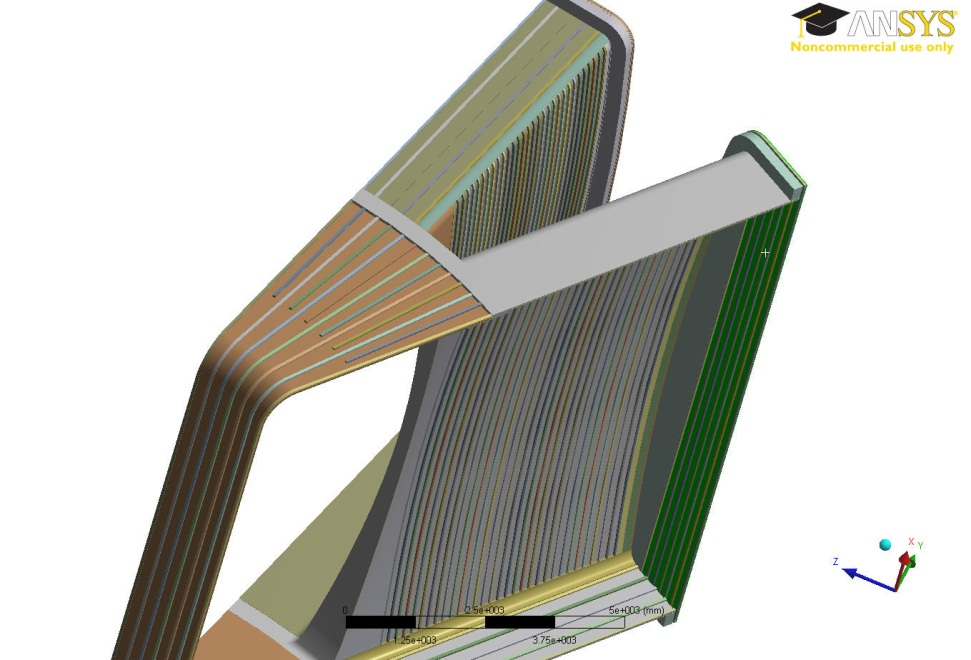 ANSYS
Noncommercial use only
X
Y
Z
0
2.5e+003
5e+003 (mm)
1.25e+003
3.75e+003